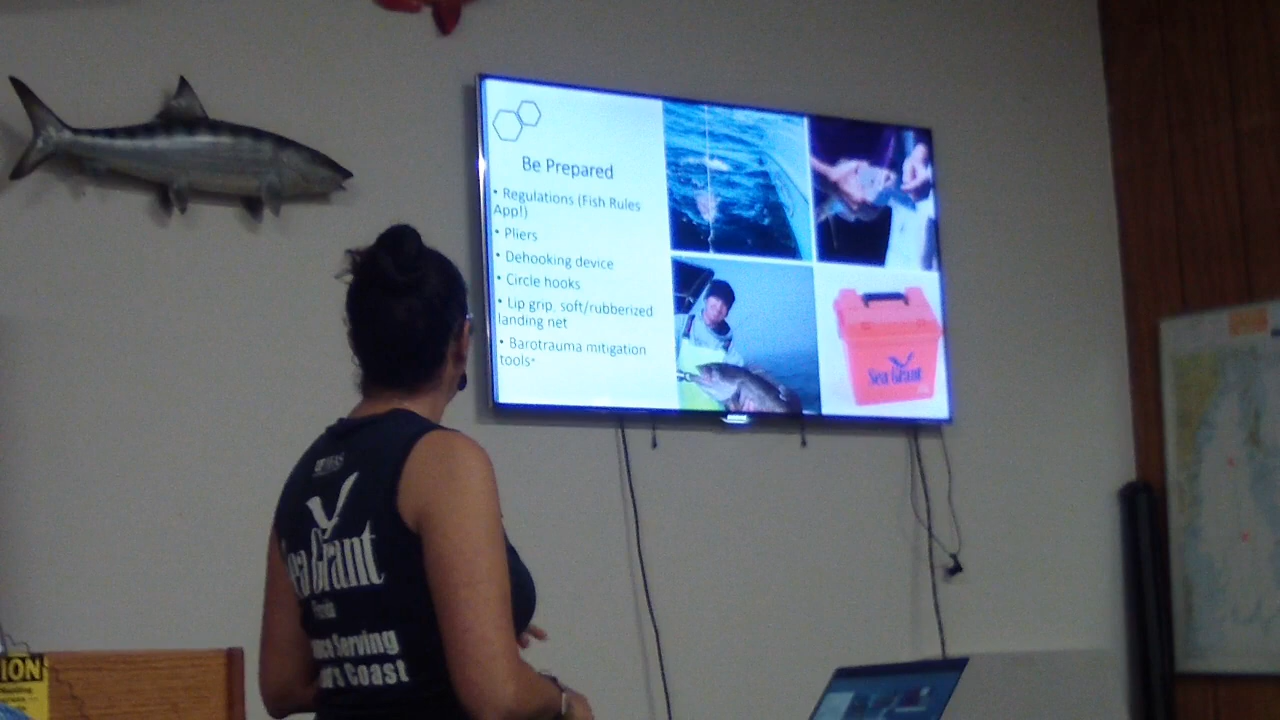 Be Prepared
• Regulations (Fish Rules
App!)
• Pliers
• Dehooking device
• Circle hooks
• Lip grip, soft/rubberized
landing net
• Barotrauma mitigation
tools*
Sea Grant
Sea Grant
Serving
Coast
ION